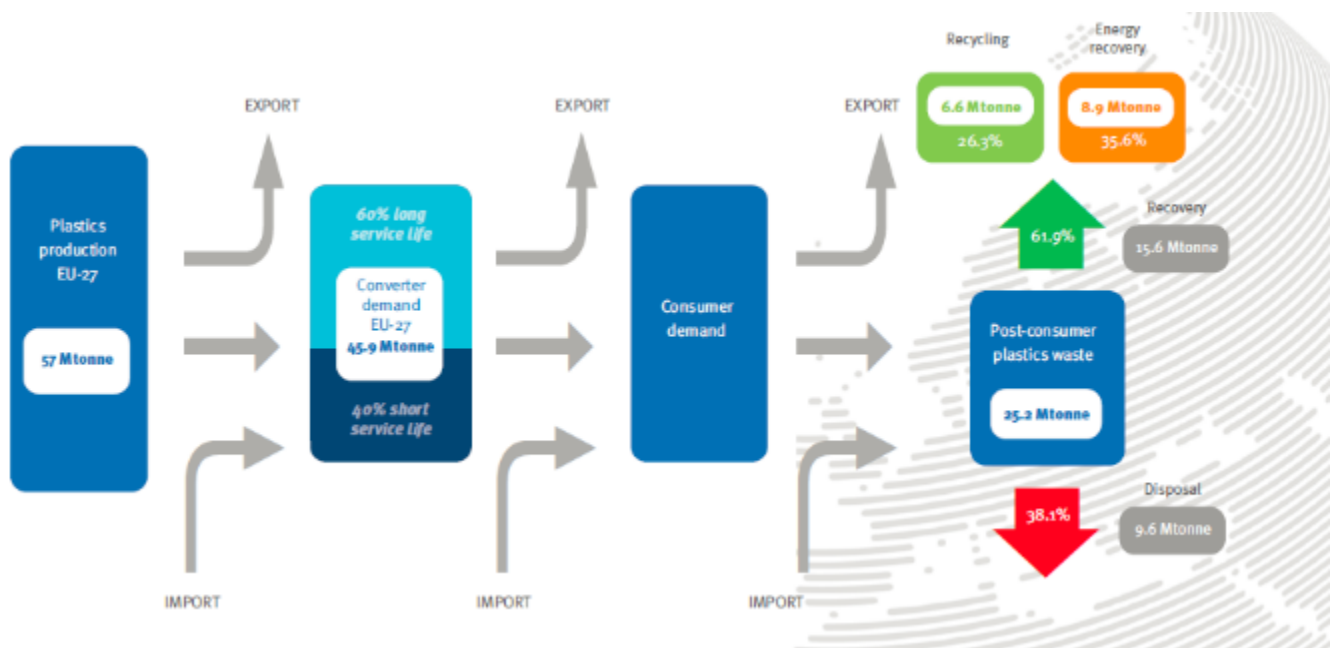 Plastics
production
EU-27
57 Mtonne
EXPORT
IMPORT
60% long
service life
Converter
demand
EU-27
45.9 Mtonne
40% short
service life
EXPORT
IMPORT
Consumer
demand
EXPORT
IMPORT
Recycling
6.6 Mtonne
26.3%
Energy
recovery
8.9 Mtonne
35.6%
61.9%
Recovery
15.6 Mtonne
Post-consumer
plastics waste
25.2 Mtonne
38.1%
Disposal
9.6 Mtonne